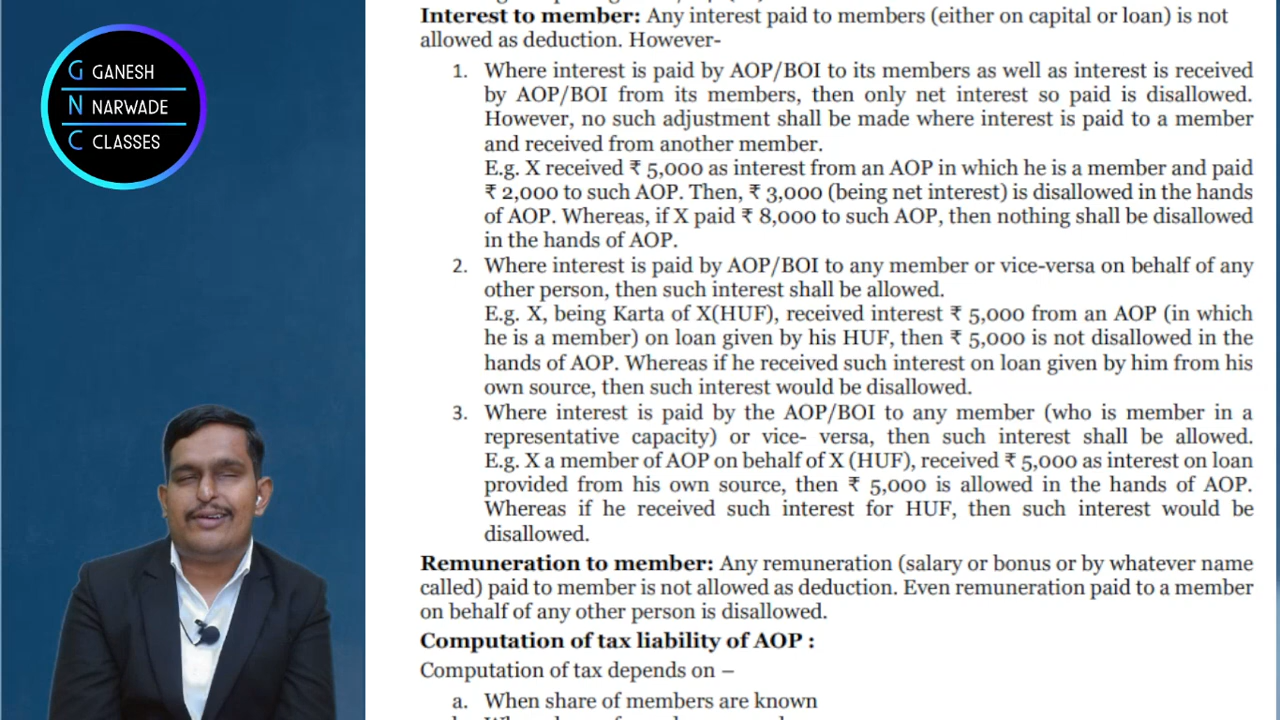 G GANESH
N NARWADE
C CLASSES
Interest to member: Any interest paid to members (either on capital or loan) is not
allowed as deduction. However-
1. Where interest is paid by AOP/BOI to its members as well as interest is received
by AOP/BOI from its members, then only net interest so paid is disallowed.
However, no such adjustment shall be made where interest is paid to a member
and received from another member.
E.g. X received ₹ 5,000 as interest from an AOP in which he is a member and paid
₹ 2,000 to such AOP. Then, ₹ 3,000 (being net interest) is disallowed in the hands
of AOP. Whereas, if X paid ₹ 8,000 to such AOP, then nothing shall be disallowed
in the hands of AOP.
2. Where interest is paid by AOP/BOI to any member or vice-versa on behalf of any
other person, then such interest shall be allowed.
E.g. X, being Karta of X(HUF), received interest ₹ 5,000 from an AOP (in which
he is a member) on loan given by his HUF, then ₹ 5,000 is not disallowed in the
hands of AOP. Whereas if he received such interest on loan given by him from his
own source, then such interest would be disallowed.
3. Where interest is paid by the AOP/BOI to any member (who is member in a
representative capacity) or vice- versa, then such interest shall be allowed.
E.g. X a member of AOP on behalf of X (HUF), received ₹ 5,000 as interest on loan
provided from his own source, then ₹ 5,000 is allowed in the hands of AOP.
Whereas if he received such interest for HUF, then such interest would be
disallowed.
Remuneration to member: Any remuneration (salary or bonus or by whatever name
called) paid to member is not allowed as deduction. Even remuneration paid to a member
on behalf of any other person is disallowed.
Computation of tax liability of AOP :
Computation of tax depends on –
a. When share of members are known